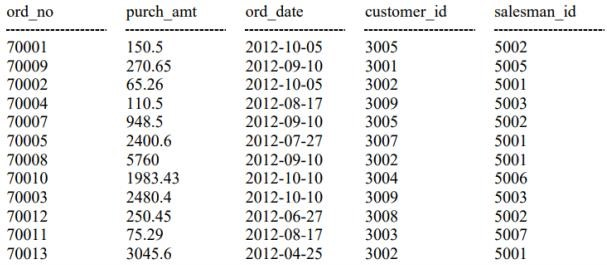 ord_no purch_amt ord_date customer_id salesman_id
---------- ---------- ---------- ---------- ----------
70001 150.5 2012-10-05 3005 5002
70009 270.65 2012-09-10 3001 5005
70002 65.26 2012-10-05 3002 5001
70004 110.5 2012-08-17 3009 5003
70007 948.5 2012-09-10 3005 5002
70005 2400.6 2012-07-27 3007 5001
70008 5760 2012-09-10 3002 5001
70010 1983.43 2012-10-10 3004 5006
70003 2480.4 2012-10-10 3009 5003
70012 250.45 2012-06-27 3008 5002
70011 75.29 2012-08-17 3003 5007
70013 3045.6 2012-04-25 3002 5001